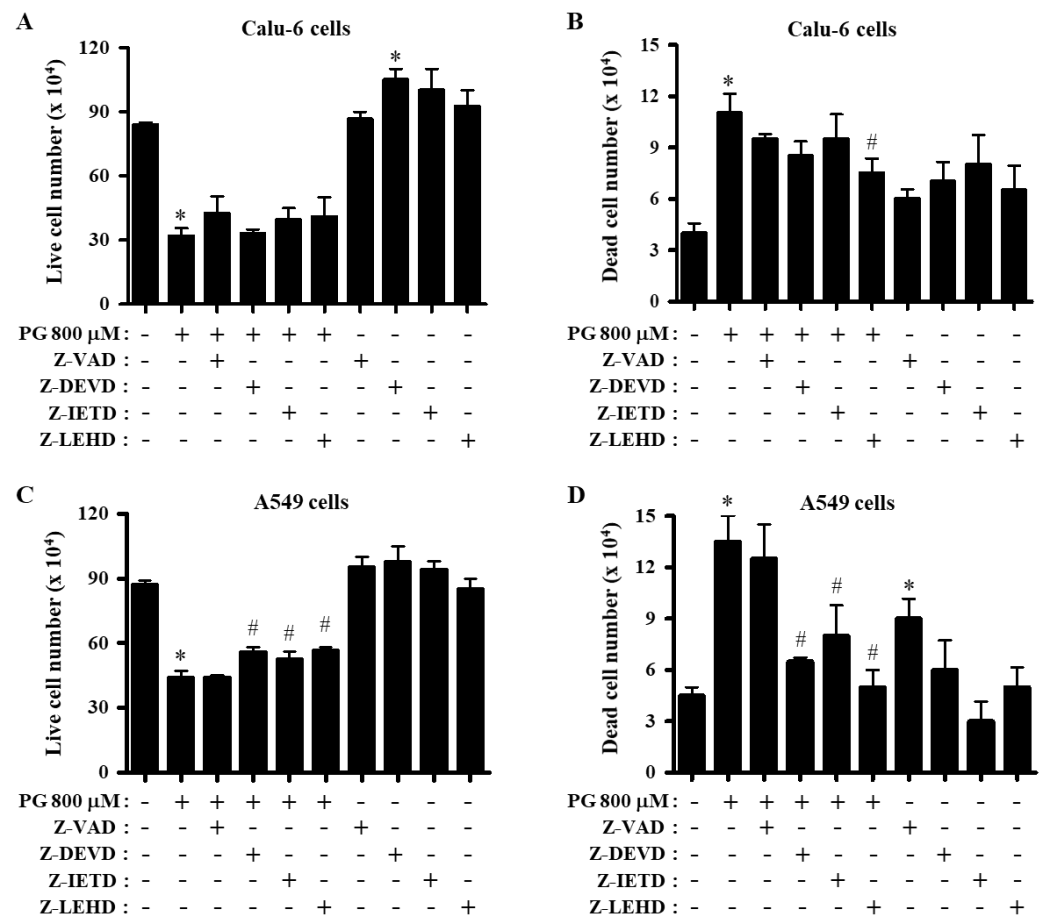 A
Calu-6 cells
Live cell number (x 10⁴)
120
90
60
30
0
*
*
PG 800 μM : - + + + + + - - - -
Z-VAD : - - + - - - + - - -
Z-DEVD : - - - + - - - + - -
Z-IETD : - - - - + - - - + -
Z-LEHD : - - - - - + - - - +
B
Calu-6 cells
Dead cell number (x 10⁴)
15
12
9
6
3
0
*
#
PG 800 μM : - + + + + + - - - -
Z-VAD : - - + - - - + - - -
Z-DEVD : - - - + - - - + - -
Z-IETD : - - - - + - - - + -
Z-LEHD : - - - - - + - - - +
C
A549 cells
Live cell number (x 10⁴)
120
90
60
30
0
* # # #
PG 800 μM : - + + + + + - - - -
Z-VAD : - - + - - - + - - -
Z-DEVD : - - - + - - - + - -
Z-IETD : - - - - + - - - + -
Z-LEHD : - - - - - + - - - +
D
A549 cells
Dead cell number (x 10⁴)
15
12
9
6
3
0
* # # # *
PG 800 μM : - + + + + + - - - -
Z-VAD : - - + - - - + - - -
Z-DEVD : - - - + - - - + - -
Z-IETD : - - - - + - - - + -
Z-LEHD : - - - - - + - - - +